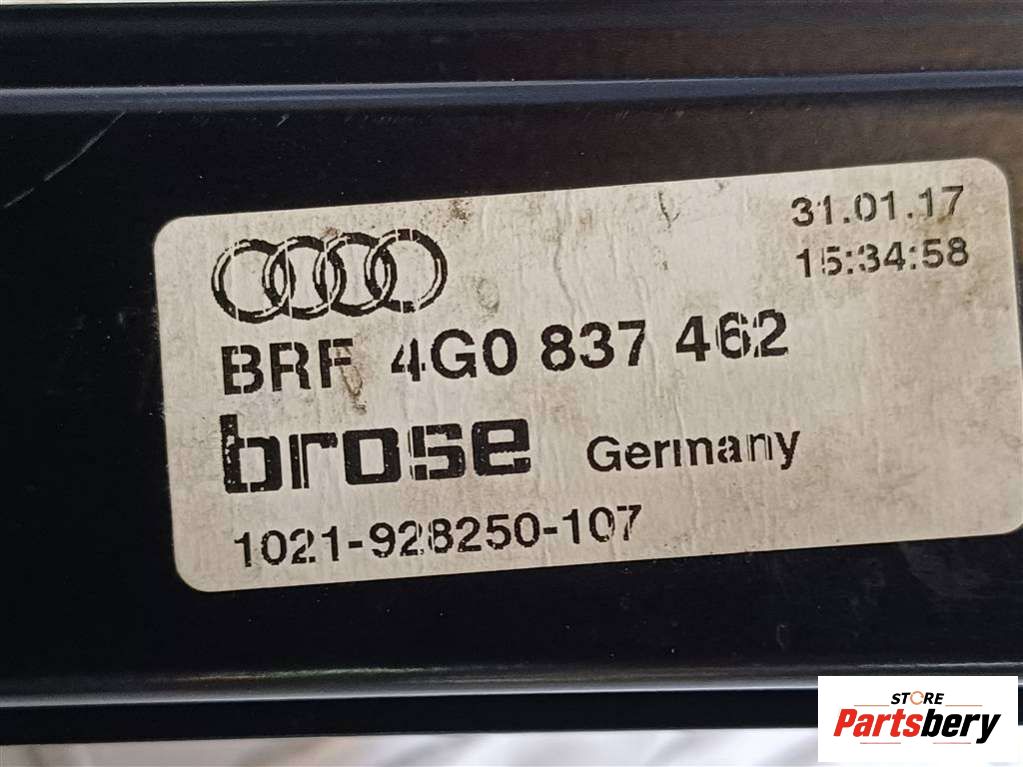 31.01.17
15:34:58
BRF 4G0 837 462
brose Germany
1021-928250-107
STORE
Partsbery